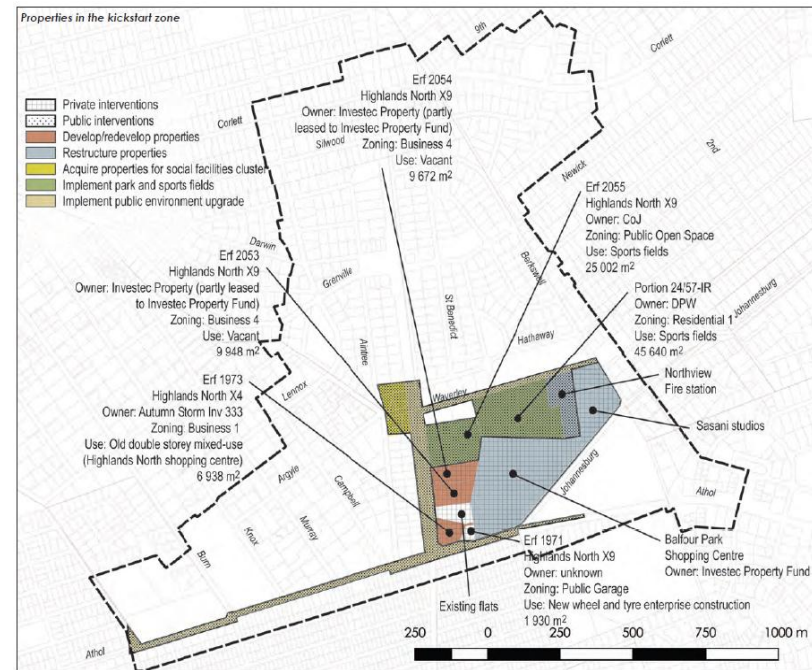 Properties in the kickstart zone
Private interventions
Public interventions
Develop/redevelop properties
Restructure properties
Acquire properties for social facilities cluster
Implement park and sports fields
Implement public environment upgrade
9th
Corlett
Corlett
Silwood
2nd
Newick
Erf 2054
Highlands North X9
Owner: Investec Property (partly
leased to Investec Property Fund)
Zoning: Business 4
Use: Vacant
9 672 m²
Erf 2055
Highlands North X9
Owner: CoJ
Zoning: Public Open Space
Use: Sports fields
25 002 m²
Darwin
Grenville
Barkswell
St Benedict
Aintree
Hathaway
Johannesburg
Erf 2053
Highlands North X9
Owner: Investec Property (partly leased
to Investec Property Fund)
Zoning: Business 4
Use: Vacant
9 948 m²
Portion 24/57-IR
Owner: DPW
Zoning: Residential 1
Use: Sports fields
45 640 m²
Lennox
Waverley
Northview
Fire station
Erf 1973
Highlands North X4
Owner: Autumn Storm Inv 333
Zoning: Business 1
Use: Old double storey mixed-use
(Highlands North shopping centre)
6 938 m²
Sasani studios
Argyle
Campbell
Murray
Knox
Burn
Johannesburg
Athol
Balfour Park
Shopping Centre
Owner: Investec Property Fund
Existing flats
Erf 1971
Highlands North X9
Owner: unknown
Zoning: Public Garage
Use: New wheel and tyre enterprise construction
1 930 m²
Athol
250 0 250 500 750 1000 m